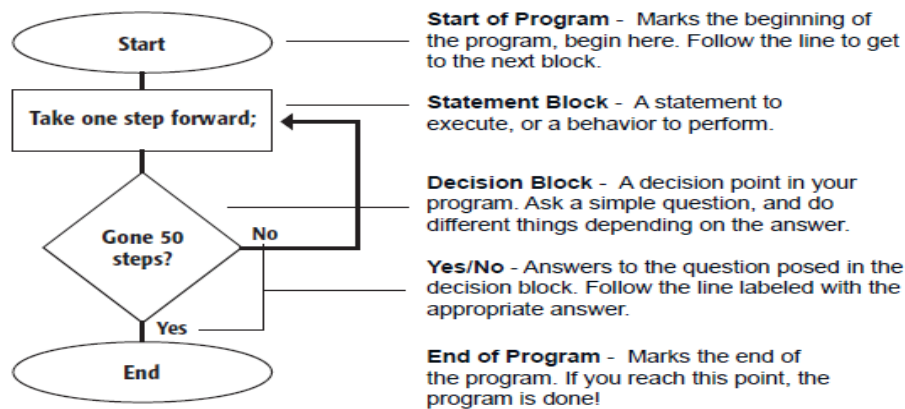 Start
Take one step forward;
Gone 50
steps?
No
Yes
End
Start of Program - Marks the beginning of
the program, begin here. Follow the line to get
to the next block.
Statement Block - A statement to
execute, or a behavior to perform.
Decision Block - A decision point in your
program. Ask a simple question, and do
different things depending on the answer.
Yes/No - Answers to the question posed in the
decision block. Follow the line labeled with the
appropriate answer.
End of Program - Marks the end of
the program. If you reach this point, the
program is done!